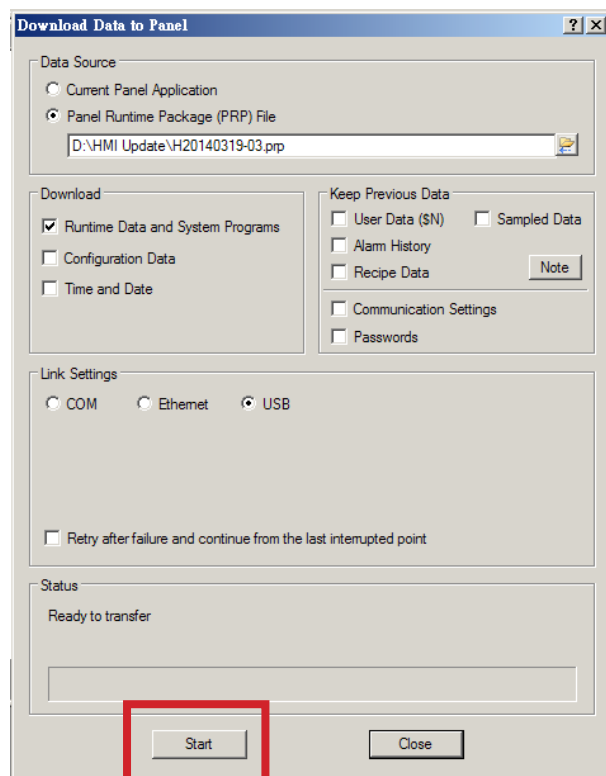 Download Data to Panel
Data Source
Current Panel Application
Panel Runtime Package (PRP) File
D:\HMI Update\H20140319-03.prp
Download
Runtime Data and System Programs
Configuration Data
Time and Date
Keep Previous Data
User Data ($N) Sampled Data
Alarm History
Recipe Data Note
Communication Settings
Passwords
Link Settings
COM Ethernet USB
Retry after failure and continue from the last interrupted point
Status
Ready to transfer
Start Close